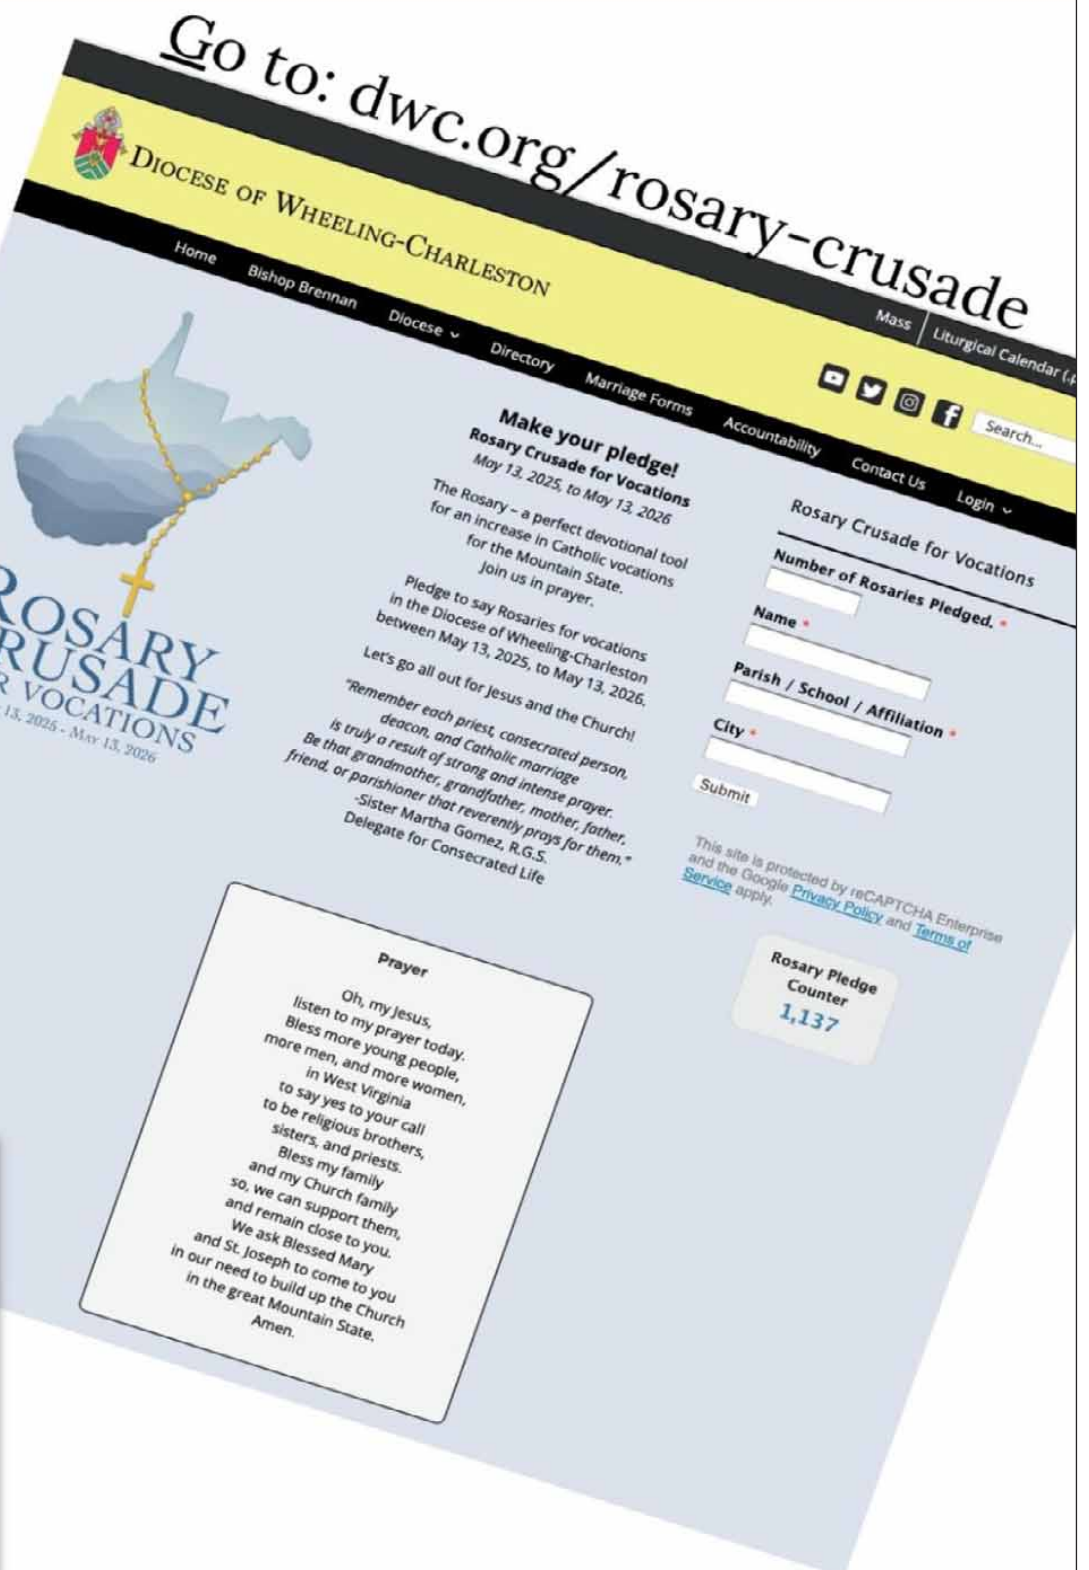 Go to: dwc.org/rosary-crusade
Mass
Liturgical Calendar (.
DIOCESE OF WHEELING-CHARLESTON
Search...
Home
Bishop Brennan
Diocese
Directory
Marriage Forms
Accountability
Contact Us
Login
ROSARY
RUSADE
R VOCATIONS
13, 2025 - MAY 13, 2026
Make your pledge!
Rosary Crusade for Vocations
May 13, 2025, to May 13, 2026
The Rosary – a perfect devotional tool
for an increase in Catholic vocations
for the Mountain State.
Join us in prayer.
Pledge to say Rosaries for vocations
in the Diocese of Wheeling-Charleston
between May 13, 2025, to May 13, 2026.
Let's go all out for Jesus and the Church!
"Remember each priest, consecrated person,
deacon, and Catholic marriage
is truly a result of strong and intense prayer.
Be that grandmother, grandfather, mother, father,
friend, or parishioner that reverently prays for them."
-Sister Martha Gomez, R.G.S.
Delegate for Consecrated Life
Rosary Crusade for Vocations
Number of Rosaries Pledged. *
Name *
Parish / School / Affiliation *
City *
Submit
This site is protected by reCAPTCHA Enterprise
and the Google Privacy Policy and Terms of
Service apply.
Rosary Pledge
Counter
1,137
Prayer
Oh, my Jesus,
listen to my prayer today.
Bless more young people,
more men, and more women,
in West Virginia
to say yes to your call
to be religious brothers,
sisters, and priests.
Bless my family
and my Church family
so, we can support them,
and remain close to you.
We ask Blessed Mary
and St. Joseph to come to you
in our need to build up the Church
in the great Mountain State.
Amen.